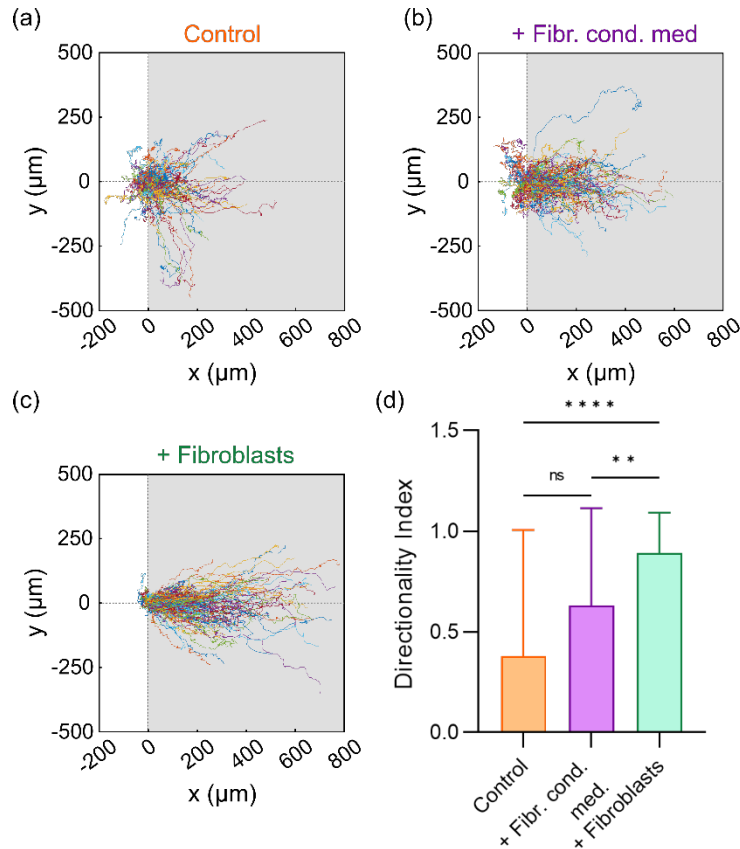 (a)
Control
500
250
0
-250
-500
y (µm)
-200
0
200
400
600
800
x (µm)
(b)
+ Fibr. cond. med
500
250
0
-250
-500
y (µm)
-200
0
200
400
600
800
x (µm)
(c)
+ Fibroblasts
500
250
0
-250
-500
y (µm)
-200
0
200
400
600
800
x (µm)
(d)
****
ns
**
1.5
1.0
0.5
0.0
Directionality Index
Control
+ Fibr. cond.
med.
+ Fibroblasts